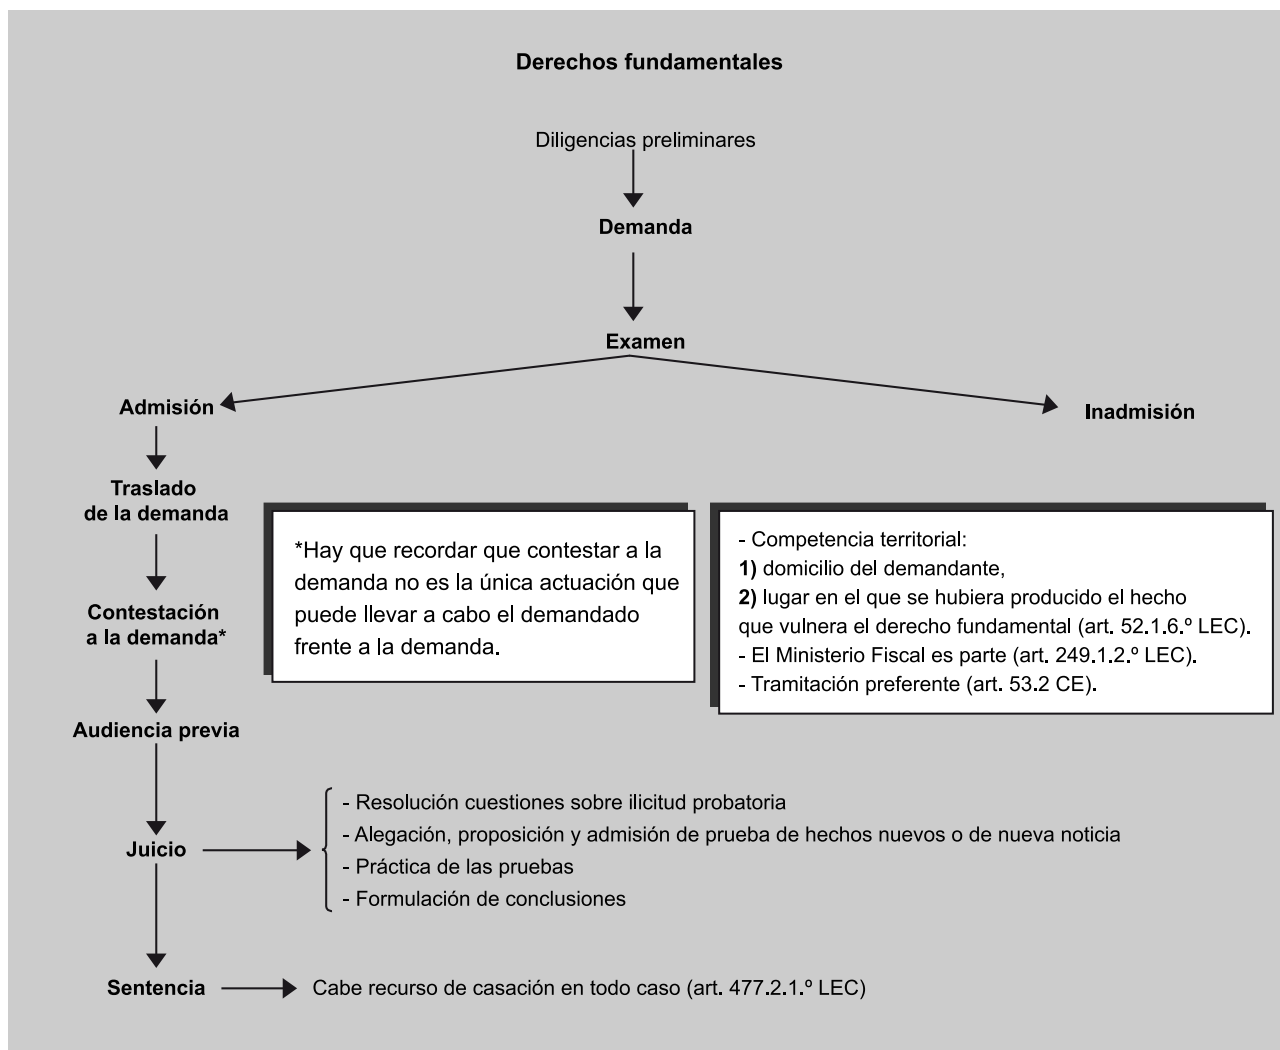 Derechos fundamentales
Diligencias preliminares
Demanda
Examen
Admisión
Inadmisión
Traslado
de la demanda
Contestación
a la demanda*
*Hay que recordar que contestar a la
demanda no es la única actuación que
puede llevar a cabo el demandado
frente a la demanda.
- Competencia territorial:
1) domicilio del demandante,
2) lugar en el que se hubiera producido el hecho
que vulnera el derecho fundamental (art. 52.1.6.º LEC).
- El Ministerio Fiscal es parte (art. 249.1.2.º LEC).
- Tramitación preferente (art. 53.2 CE).
Audiencia previa
Juicio
- Resolución cuestiones sobre ilicitud probatoria
- Alegación, proposición y admisión de prueba de hechos nuevos o de nueva noticia
- Práctica de las pruebas
- Formulación de conclusiones
Sentencia
Cabe recurso de casación en todo caso (art. 477.2.1.º LEC)